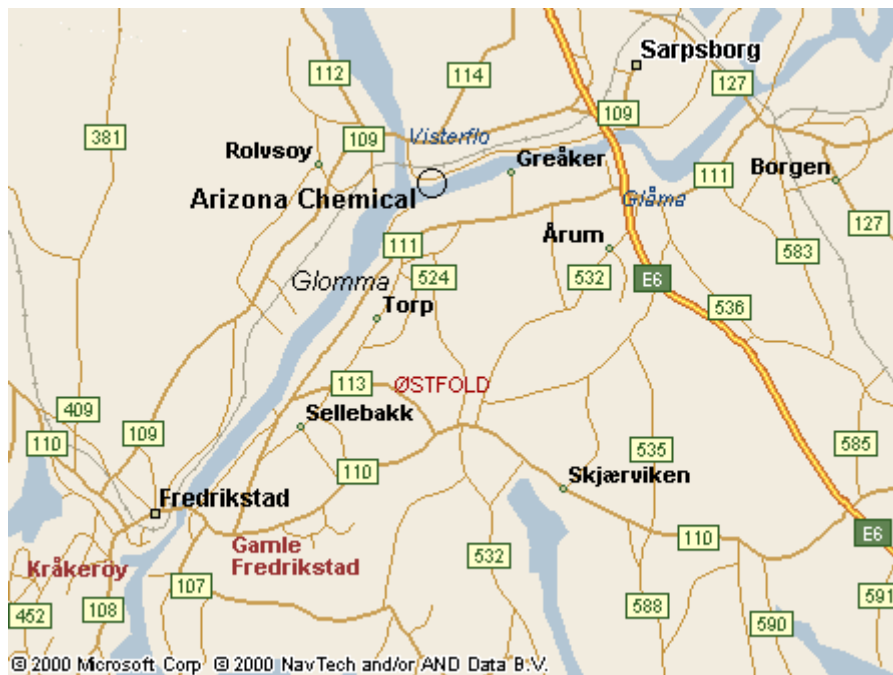 Sarpsborg
112
114
127
109
381
109
Visterflo
Rolvsøy
Greåker
Borgen
111
Arizona Chemical
Glåma
127
Årum
111
583
Glomma
524
532
E6
536
Torp
113
ØSTFOLD
409
Sellebakk
109
110
535
585
110
Skjærviken
Fredrikstad
E6
110
Gamle
Fredrikstad
532
Kråkerøy
107
591
452
108
588
590
© 2000 Microsoft Corp © 2000 NavTech and/or AND Data B.V.